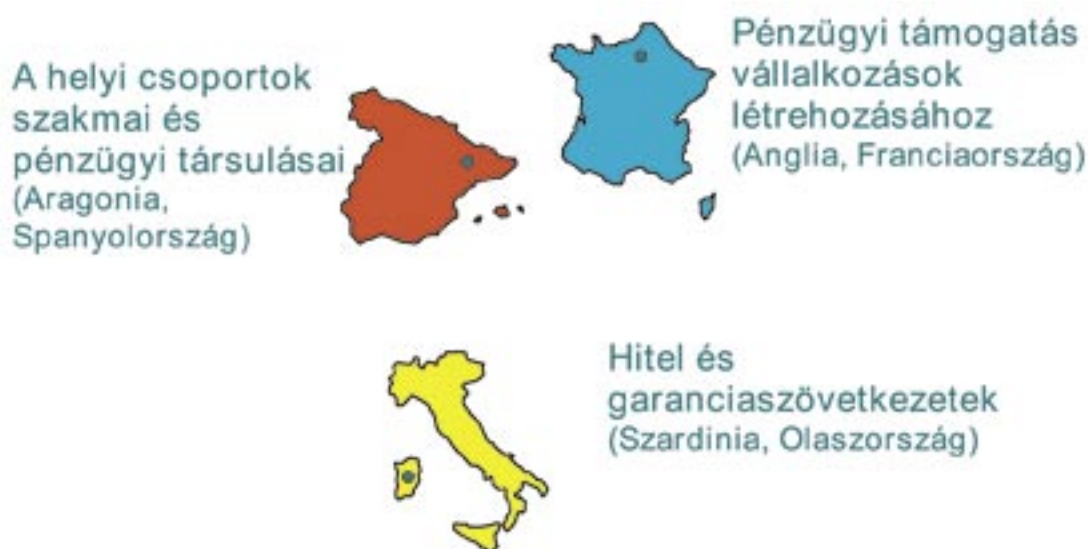 A helyi csoportok
szakmai és
pénzügyi társulásai
(Aragonia,
Spanyolország)
Pénzügyi támogatás
vállalkozások
létrehozásához
(Anglia, Franciaország)
Hitel és
garanciaszövetkezetek
(Szardinia, Olaszország)